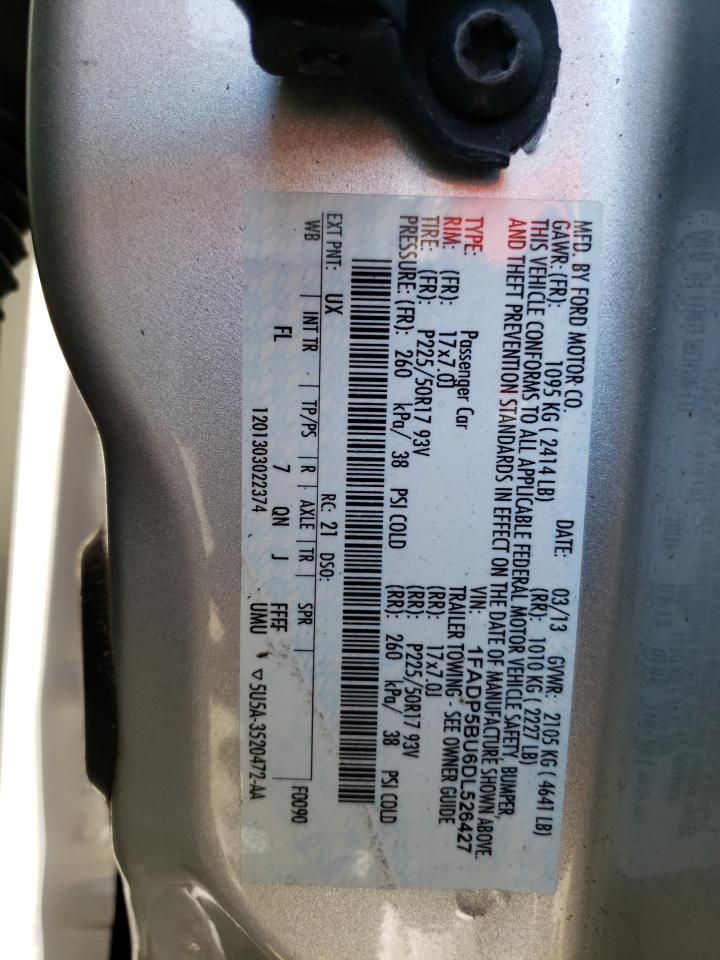 MFD. BY FORD MOTOR CO.
DATE: 03/13 GVWR: 2105 KG ( 4641 LB)
GAWR: (FR): 1095 KG ( 2414 LB) (RR): 1010 KG ( 2227 LB)
THIS VEHICLE CONFORMS TO ALL APPLICABLE FEDERAL MOTOR VEHICLE SAFETY, BUMPER,
AND THEFT PREVENTION STANDARDS IN EFFECT ON THE DATE OF MANUFACTURE SHOWN ABOVE.
VIN: 1FADP5BU6DL526427
TYPE: Passenger Car TRAILER TOWING - SEE OWNER GUIDE
RIM: (FR): 17x7.0J (RR): 17x7.0J
TIRE: (FR): P225/50R17 93V (RR): P225/50R17 93V
PRESSURE: (FR): 260 kPa/ 38 PSI COLD (RR): 260 kPa/ 38 PSI COLD
EXT PNT: UX RC: 21 DSO: F0090
WB | INT TR | TP/PS | R | AXLE | TR | SPR |
FL 7 QN J FFFF
1201303022374 UMU ▽5U5A-3520472-AA